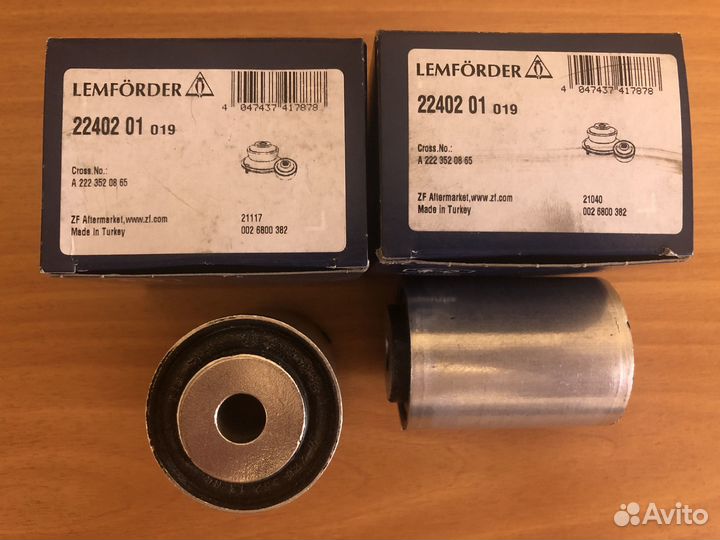 LEMFÖRDER
4 047437 417878
22402 01 019
Cross.No.:
A 222 352 08 65
ZF Aftermarket,www.zf.com
Made in Turkey
21117
002 6800 382
LEMFÖRDER
4 047437 417878
22402 01 019
Cross.No.:
A 222 352 08 65
ZF Aftermarket,www.zf.com
Made in Turkey
21040
002 6800 382
Avito